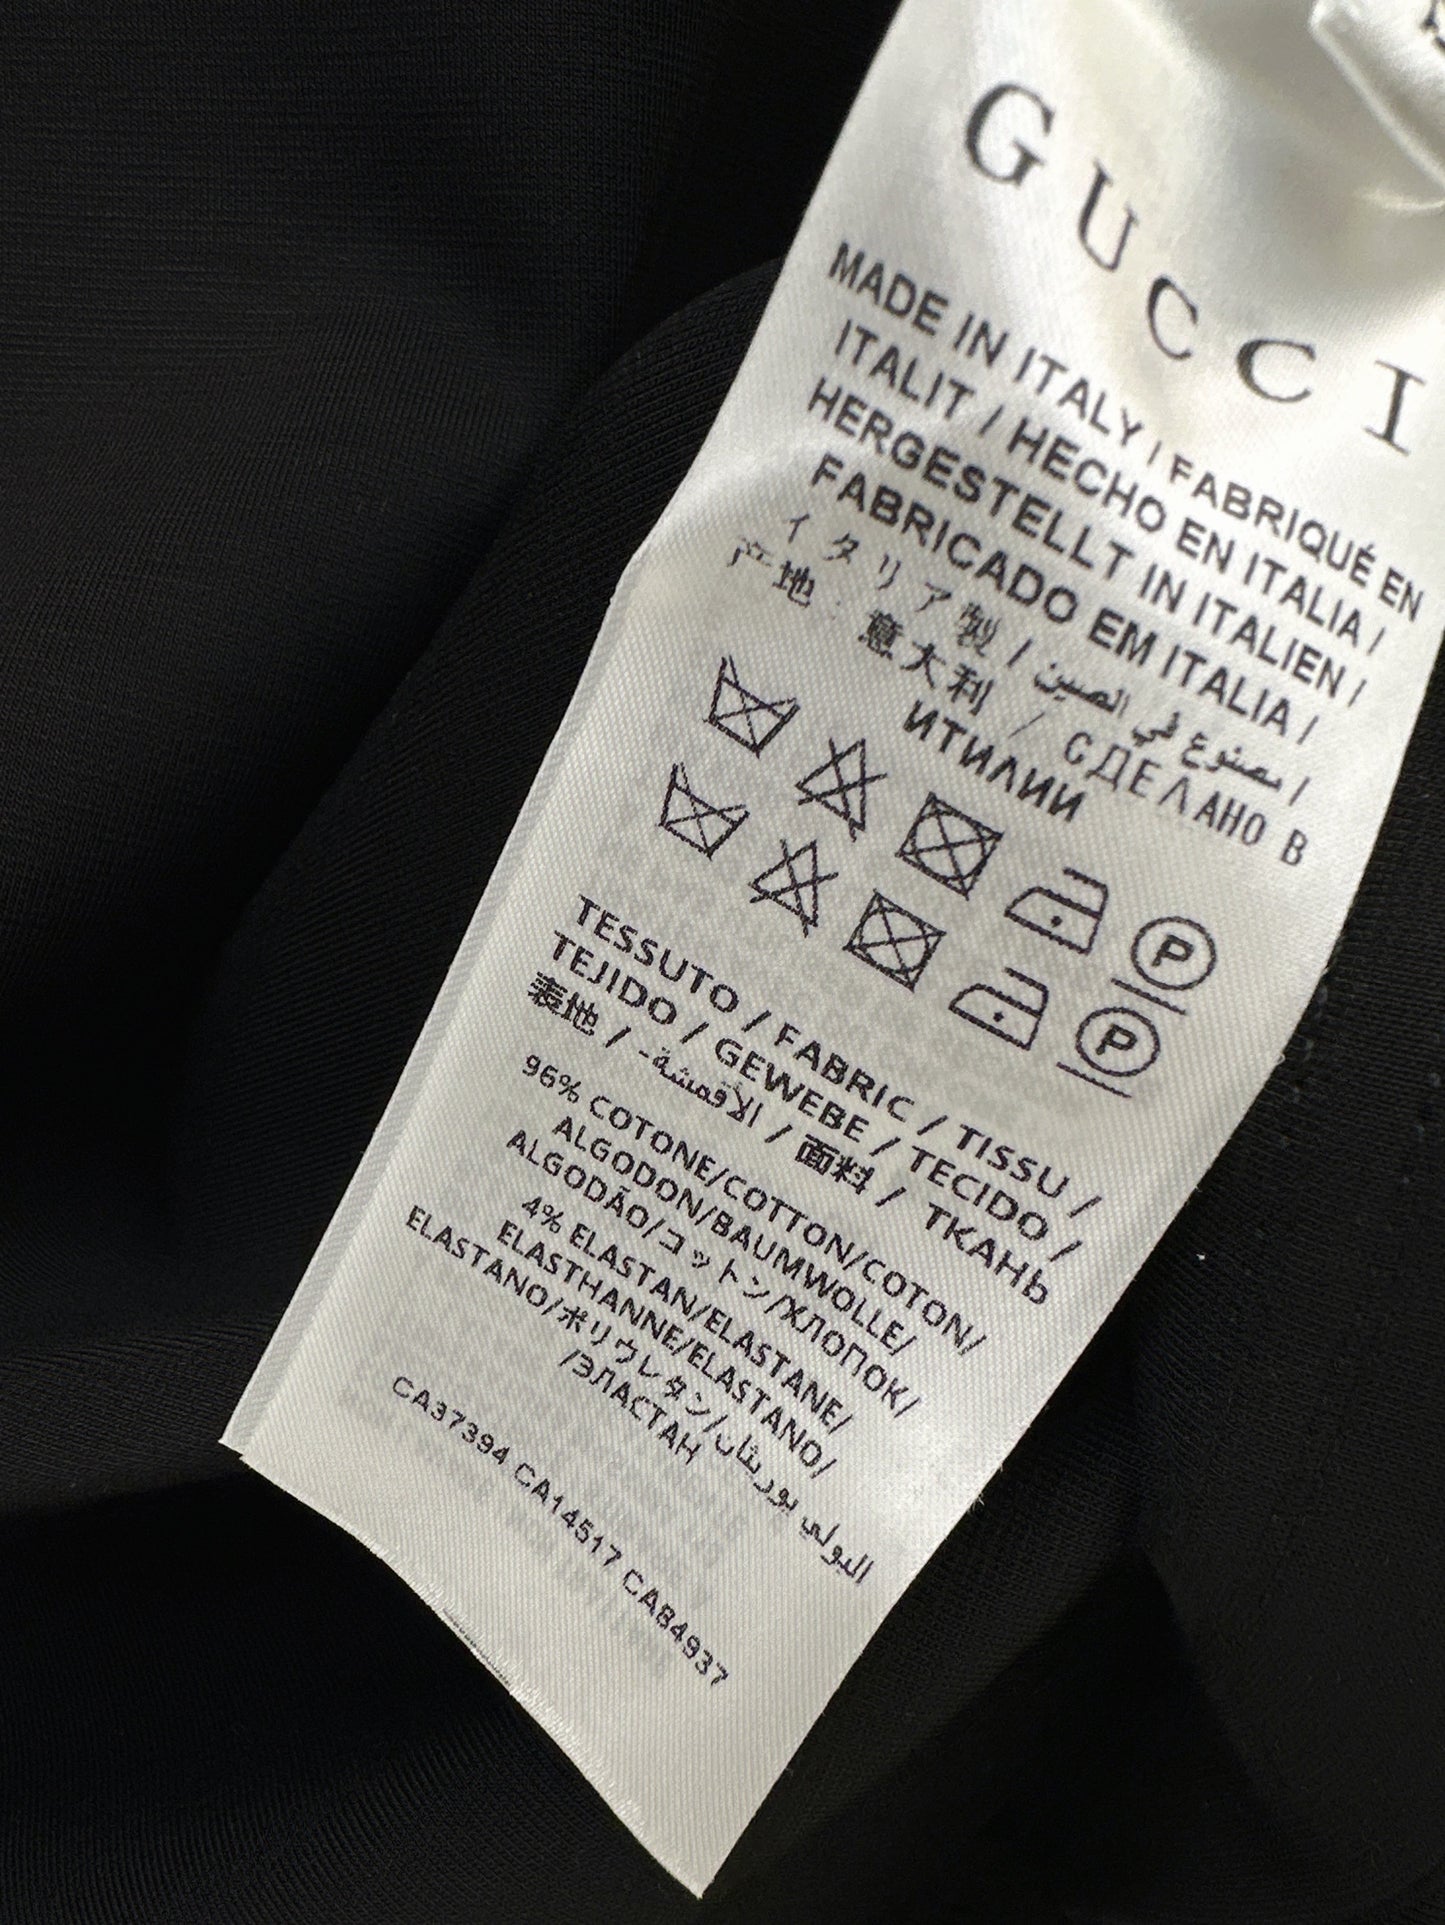 GUCCI
MADE IN ITALY / FABRIQUÉ EN
ITALIT / HECHO EN ITALIA /
HERGESTELLT IN ITALIEN /
FABRICADO EM ITALIA /
イタリア製 / مصنوع في الصين /
产地：意大利 / СДЕЛАНО В
ИТИЛИИ
P
P
TESSUTO / FABRIC / TISSU /
TEJIDO / GEWEBE / TECIDO /
表地 / الأقمشة- / 面料 / ТКАНЬ
96% COTONE/COTTON/COTON/
ALGODON/BAUMWOLLE/
ALGODÃO/コットン/ХЛОПОК/
4% ELASTAN/ELASTANE/
ELASTHANNE/ELASTANO/
ELASTANO/ポリウレタン/البولي يوريثان
/ЭЛАСТАН
CA37394 CA14517 CA84937